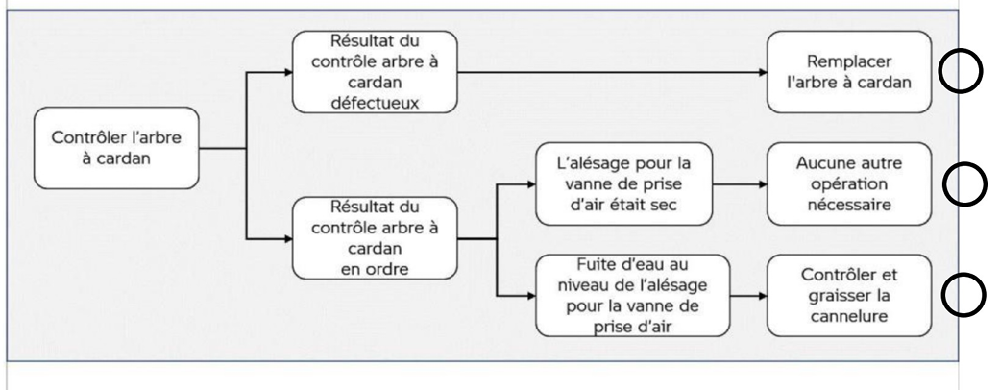 Contrôler l'arbre
à cardan
Résultat du
contrôle arbre à
cardan
défectueux
Remplacer
l'arbre à cardan
Résultat du
contrôle arbre à
cardan
en ordre
L'alésage pour la
vanne de prise
d'air était sec
Aucune autre
opération
nécessaire
Fuite d'eau au
niveau de l'alésage
pour la vanne de
prise d'air
Contrôler et
graisser la
cannelure